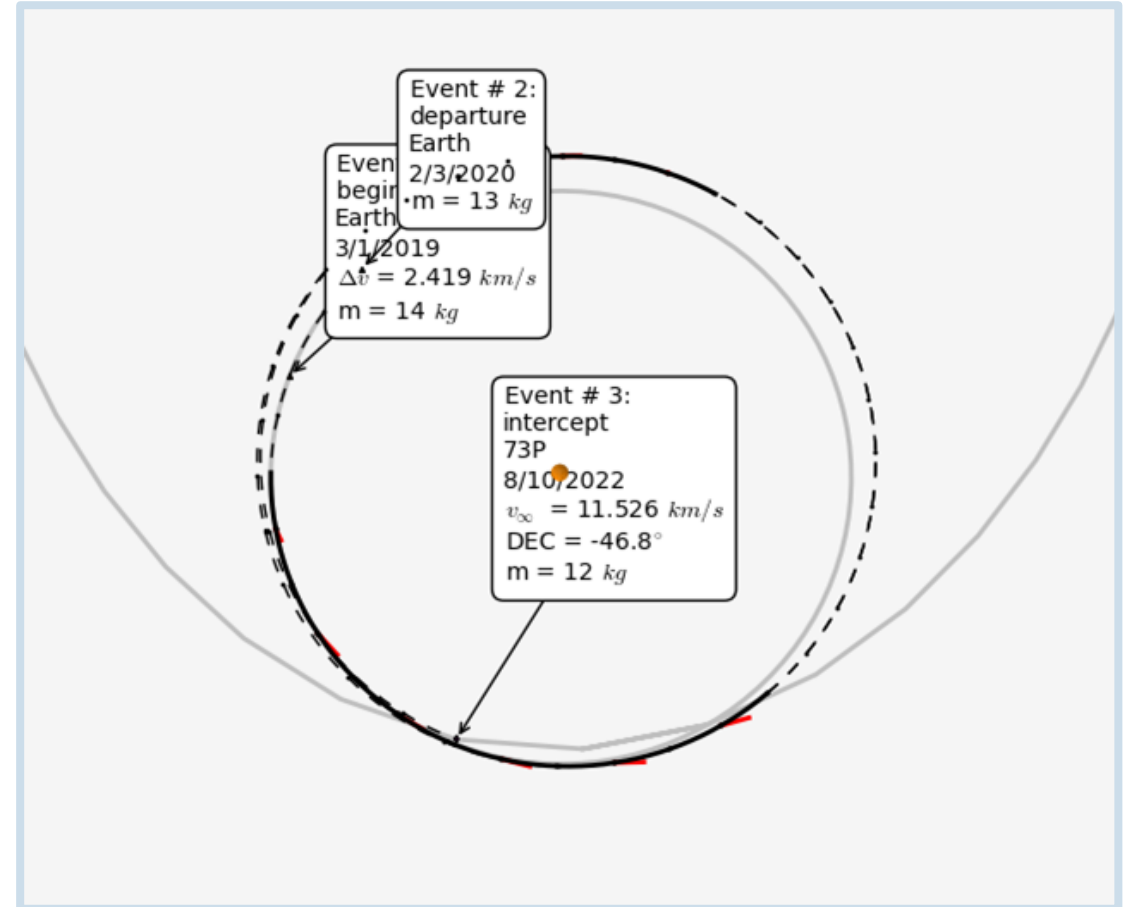 Event # 2:
departure
Earth
2/3/2020
m = 13 kg
Even
begin
Earth
3/1/2019
Δv = 2.419 km/s
m = 14 kg
Event # 3:
intercept
73P
8/10/2022
v∞ = 11.526 km/s
DEC = -46.8°
m = 12 kg